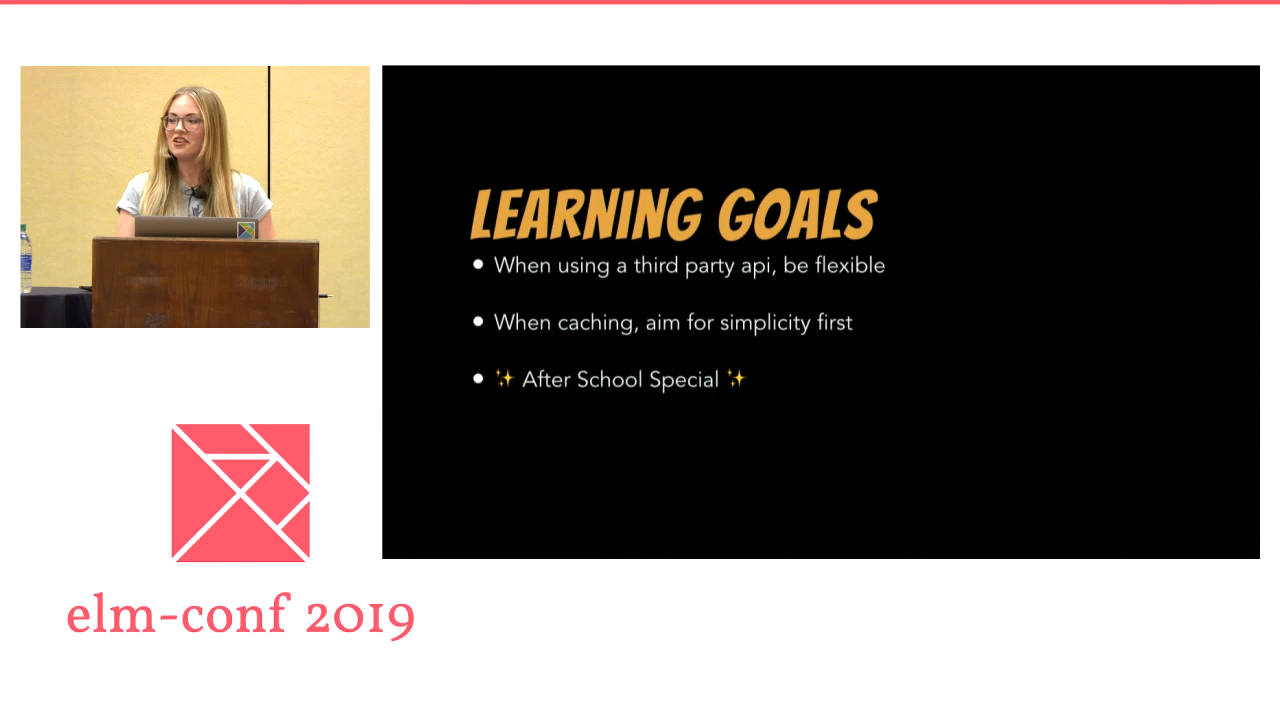 LEARNING GOALS
• When using a third party api, be flexible
• When caching, aim for simplicity first
• ✨ After School Special ✨
elm-conf 2019